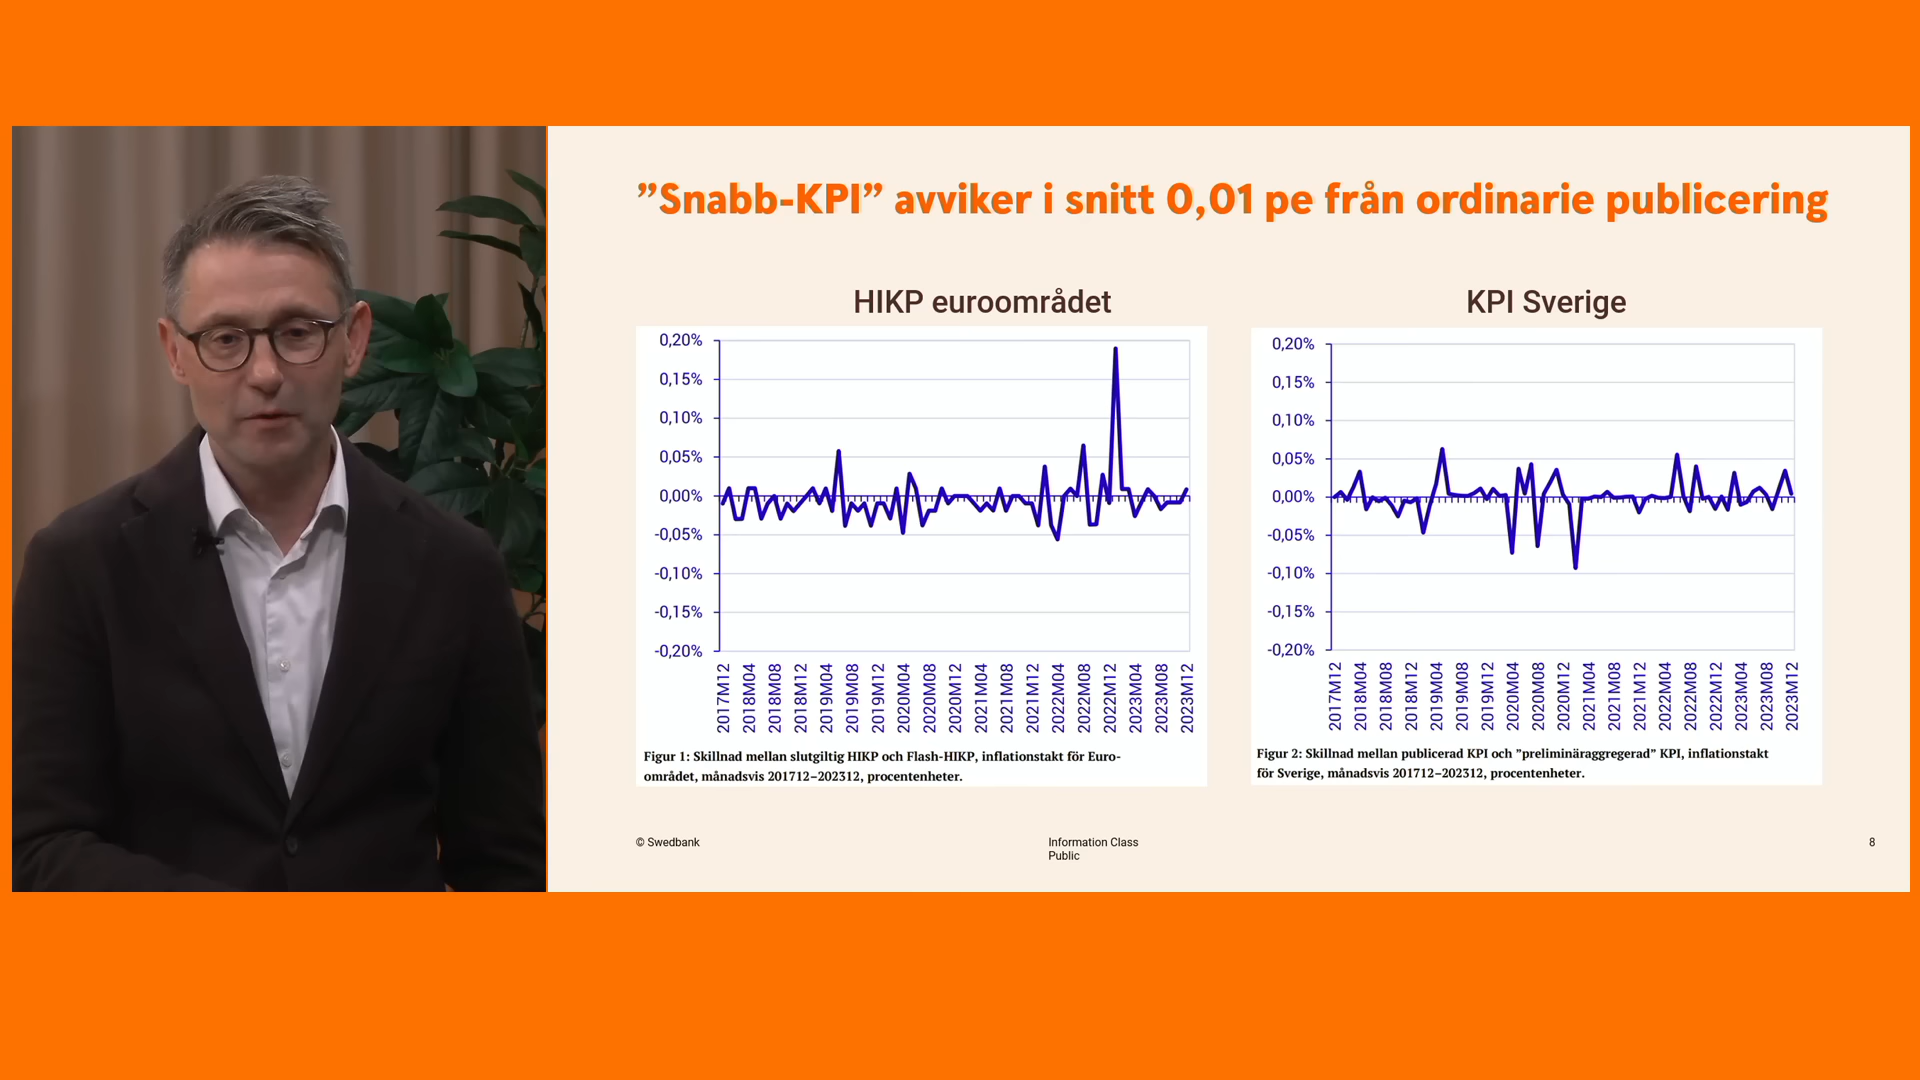 ”Snabb-KPI” avviker i snitt 0,01 pe från ordinarie publicering
HIKP euroområdet
0,20%
0,15%
0,10%
0,05%
0,00%
-0,05%
-0,10%
-0,15%
-0,20%
2017M12
2018M04
2018M08
2018M12
2019M04
2019M08
2019M12
2020M04
2020M08
2020M12
2021M04
2021M08
2021M12
2022M04
2022M08
2022M12
2023M04
2023M08
2023M12
Figur 1: Skillnad mellan slutgiltig HIKP och Flash-HIKP, inflationstakt för Euro-
området, månadsvis 201712–202312, procentenheter.
KPI Sverige
0,20%
0,15%
0,10%
0,05%
0,00%
-0,05%
-0,10%
-0,15%
-0,20%
2017M12
2018M04
2018M08
2018M12
2019M04
2019M08
2019M12
2020M04
2020M08
2020M12
2021M04
2021M08
2021M12
2022M04
2022M08
2022M12
2023M04
2023M08
2023M12
Figur 2: Skillnad mellan publicerad KPI och ”preliminäraggregerad” KPI, inflationstakt
för Sverige, månadsvis 201712–202312, procentenheter.
© Swedbank
Information Class
Public
8